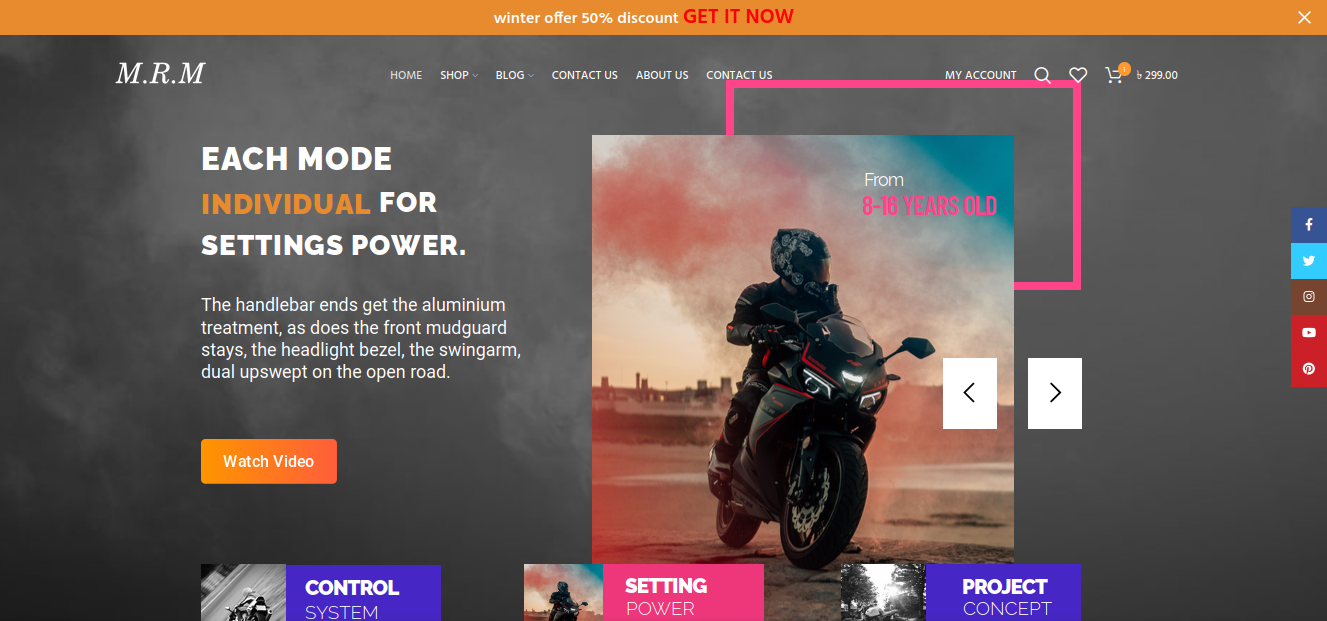 winter offer 50% discount GET IT NOW
M.R.M
HOME SHOP BLOG CONTACT US ABOUT US CONTACT US
MY ACCOUNT 1 ৳ 299.00
EACH MODE
INDIVIDUAL FOR
SETTINGS POWER.
The handlebar ends get the aluminium
treatment, as does the front mudguard
stays, the headlight bezel, the swingarm,
dual upswept on the open road.
Watch Video
From
8-16 YEARS OLD
CONTROL
SYSTEM
SETTING
POWER
PROJECT
CONCEPT